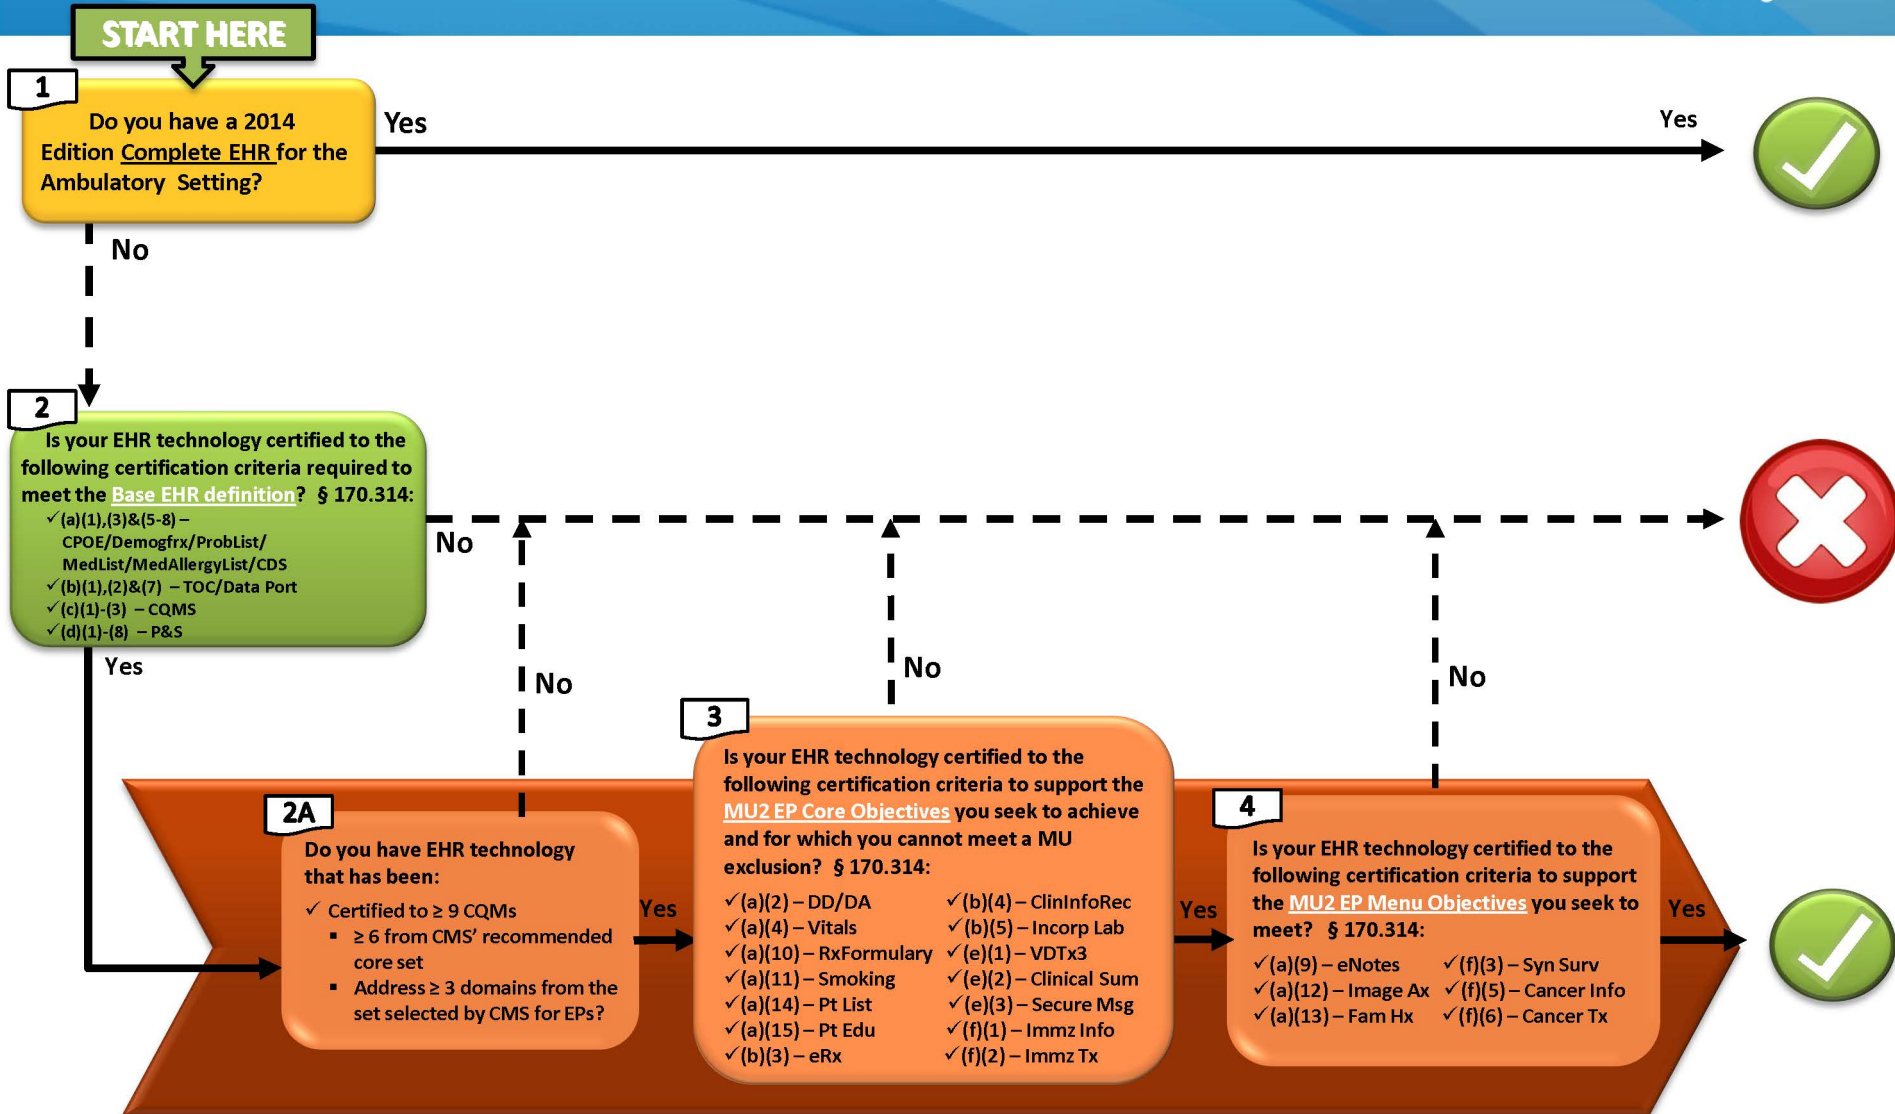 START HERE
1
Do you have a 2014
Edition Complete EHR for the
Ambulatory Setting?
Yes
Yes
No
2
Is your EHR technology certified to the
following certification criteria required to
meet the Base EHR definition? § 170.314:
✓(a)(1),(3)&(5-8) –
CPOE/Demogfrx/ProbList/
MedList/MedAllergyList/CDS
✓(b)(1),(2)&(7) – TOC/Data Port
✓(c)(1)-(3) – CQMS
✓(d)(1)-(8) – P&S
No
Yes
No
No
No
2A
Do you have EHR technology
that has been:
✓ Certified to ≥ 9 CQMs
▪ ≥ 6 from CMS’ recommended
core set
▪ Address ≥ 3 domains from the
set selected by CMS for EPs?
Yes
3
Is your EHR technology certified to the
following certification criteria to support the
MU2 EP Core Objectives you seek to achieve
and for which you cannot meet a MU
exclusion? § 170.314:
✓(a)(2) – DD/DA
✓(a)(4) – Vitals
✓(a)(10) – RxFormulary
✓(a)(11) – Smoking
✓(a)(14) – Pt List
✓(a)(15) – Pt Edu
✓(b)(3) – eRx
✓(b)(4) – ClinInfoRec
✓(b)(5) – Incorp Lab
✓(e)(1) – VDTx3
✓(e)(2) – Clinical Sum
✓(e)(3) – Secure Msg
✓(f)(1) – Immz Info
✓(f)(2) – Immz Tx
Yes
4
Is your EHR technology certified to the
following certification criteria to support
the MU2 EP Menu Objectives you seek to
meet? § 170.314:
✓(a)(9) – eNotes
✓(a)(12) – Image Ax
✓(a)(13) – Fam Hx
✓(f)(3) – Syn Surv
✓(f)(5) – Cancer Info
✓(f)(6) – Cancer Tx
Yes